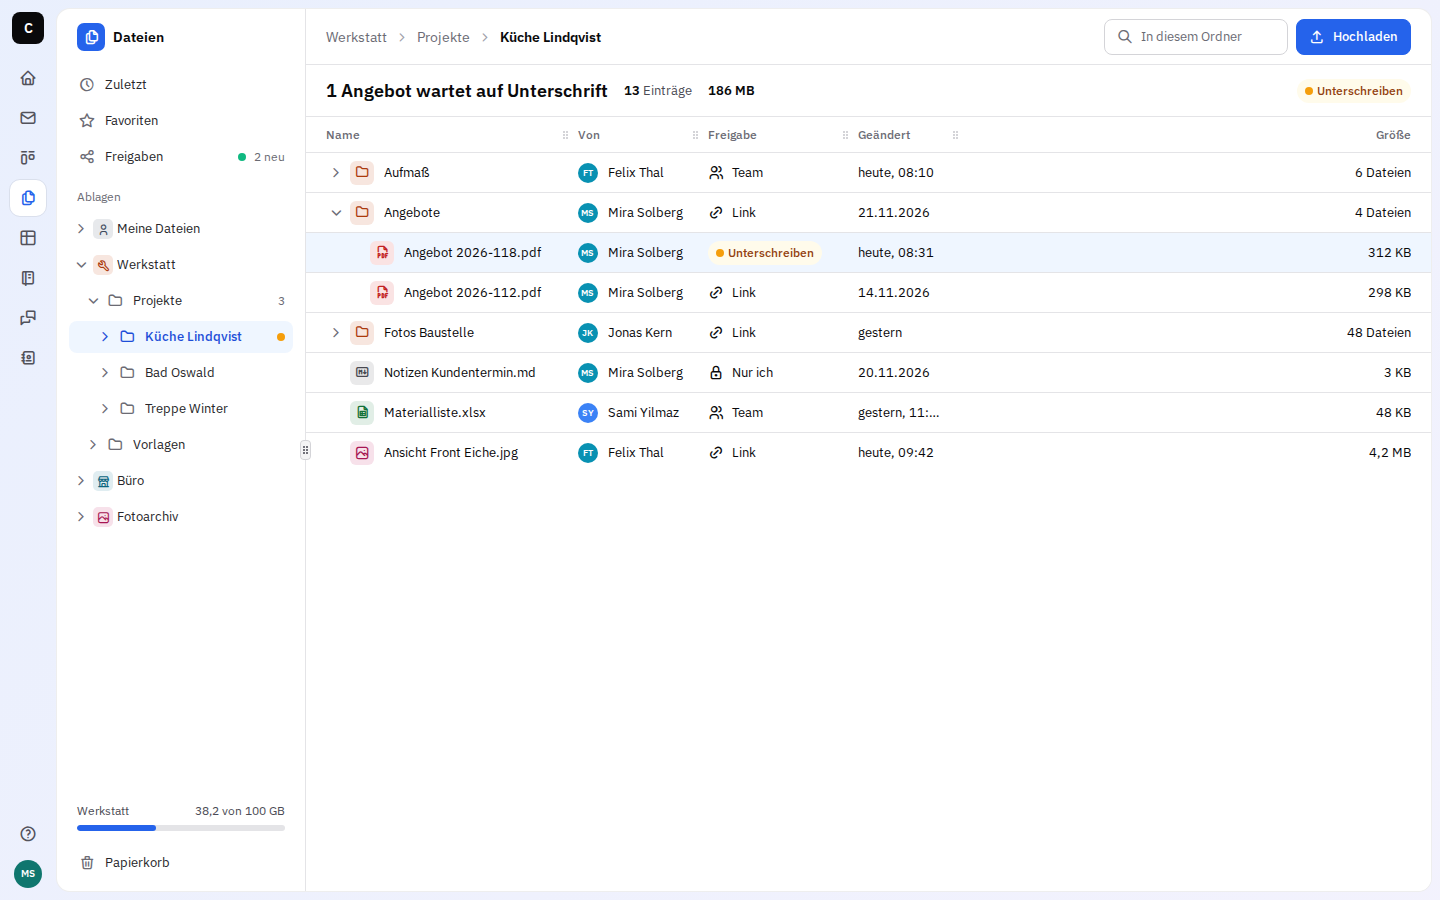 C
Dateien
Zuletzt
Favoriten
Freigaben 2 neu
Ablagen
Meine Dateien
Werkstatt
Projekte 3
Küche Lindqvist
Bad Oswald
Treppe Winter
Vorlagen
Büro
Fotoarchiv
Werkstatt 38,2 von 100 GB
Papierkorb
MS
Werkstatt Projekte Küche Lindqvist
In diesem Ordner
Hochladen
1 Angebot wartet auf Unterschrift 13 Einträge 186 MB Unterschreiben
Name Von Freigabe Geändert Größe
Aufmaß FT Felix Thal Team heute, 08:10 6 Dateien
Angebote MS Mira Solberg Link 21.11.2026 4 Dateien
PDF Angebot 2026-118.pdf MS Mira Solberg Unterschreiben heute, 08:31 312 KB
PDF Angebot 2026-112.pdf MS Mira Solberg Link 14.11.2026 298 KB
Fotos Baustelle JK Jonas Kern Link gestern 48 Dateien
Notizen Kundentermin.md MS Mira Solberg Nur ich 20.11.2026 3 KB
Materialliste.xlsx SY Sami Yilmaz Team gestern, 11:... 48 KB
Ansicht Front Eiche.jpg FT Felix Thal Link heute, 09:42 4,2 MB